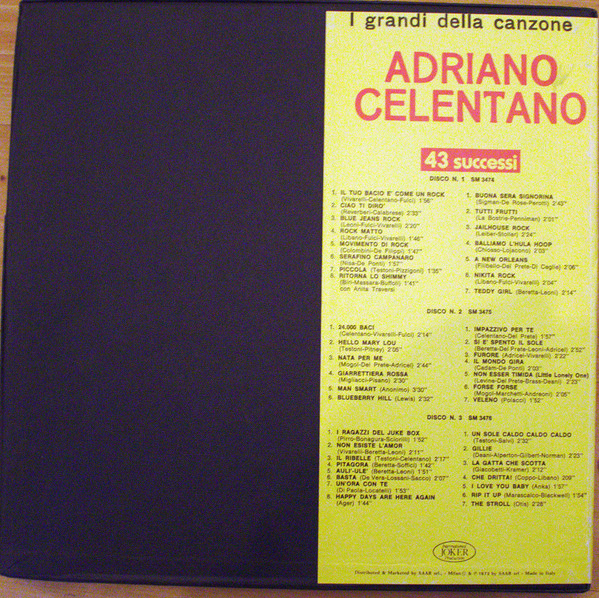 I grandi della canzone
ADRIANO
CELENTANO
43 successi
DISCO N. 1 SM 3474
1. IL TUO BACIO E' COME UN ROCK
(Vivarelli-Celentano-Fulci) 1'56"
2. CIAO TI DIRO'
(Reverberi-Calabrese) 2'33"
3. BLUE JEANS ROCK
(Leoni-Fulci-Vivarelli) 2'20"
4. ROCK MATTO
(Libano-Fulci-Vivarelli) 1'46"
5. MOVIMENTO DI ROCK
(Colombini-De Filippi) 1'47"
6. SERAFINO CAMPANARO
(Nisa-De Ponti) 1'57"
7. PICCOLA (Testoni-Pizzigoni) 1'35"
8. RITORNA LO SHIMMY
(Biri-Massara-Buffoli) 1'41"
con Anita Traversi
1. BUONA SERA SIGNORINA
(Sigman-De Rose-Perotti) 2'43"
2. TUTTI FRUTTI
(La Bostrie-Penniman) 2'01"
3. JAILHOUSE ROCK
(Leiber-Stoller) 2'24"
4. BALLIAMO L'HULA HOOP
(Chiosso-Lojacono) 2'03"
5. A NEW ORLEANS
(Filibello-Del Prete-Di Ceglie) 2'06"
6. NIKITA ROCK
(Libano-Fulci-Vivarelli) 2'04"
7. TEDDY GIRL (Beretta-Leoni) 2'14"
DISCO N. 2 SM 3475
1. 24.000 BACI
(Celentano-Vivarelli-Fulci) 2'14"
2. HELLO MARY LOU
(Testoni-Pitney) 2'05"
3. NATA PER ME
(Mogol-Del Prete-Adricel) 2'44"
4. GIARRETTIERA ROSSA
(Migliacci-Pisano) 2'30"
5. MAN SMART (Anonimo) 3'00"
6. BLUEBERRY HILL (Lewis) 2'32"
1. IMPAZZIVO PER TE
(Celentano-Del Prete) 1'57"
2. SI E' SPENTO IL SOLE
(Beretta-Del Prete-Leoni-Adricel) 2'52"
3. FURORE (Adricel-Vivarelli) 2'22"
4. IL MONDO GIRA
(Cadam-De Ponti) 2'03"
5. NON ESSER TIMIDA (Little Lonely One)
(Levine-Del Prete-Brass-Dean) 2'23"
6. FORSE FORSE
(Mogol-Marchetti-Andreoni) 2'05"
7. VELENO (Polacci) 1'52"
DISCO N. 3 SM 3476
1. I RAGAZZI DEL JUKE BOX
(Pirro-Bonagura-Sciorilli) 1'52"
2. NON ESISTE L'AMOR
(Vivarelli-Beretta-Leoni) 2'11"
3. IL RIBELLE (Testoni-Celentano) 2'17"
4. PITAGORA (Beretta-Soffici) 1'42"
5. AULI'-ULE' (Beretta-Leoni) 1'51"
6. BASTA (De Vera-Lossani-Sacco) 2'07"
7. UN'ORA CON TE
(Di Paola-Locatelli) 1'53"
8. HAPPY DAYS ARE HERE AGAIN
(Ager) 1'44"
1. UN SOLE CALDO CALDO CALDO
(Testoni-Salvi) 2'32"
2. GILLIE
(Deani-Alperton-Gilbert-Norman) 2'23"
3. LA GATTA CHE SCOTTA
(Giacobetti-Kramer) 2'12"
4. CHE DRITTA! (Coppo-Libano) 209"
5. I LOVE YOU BABY (Anka) 1'57"
6. RIP IT UP (Marascalco-Blackwell) 1'54"
7. THE STROLL (Otis) 2'28"
JOKER
Distributed & Marketed by SAAR srl., - Milan © & ℗ 1973 by SAAR srl - Made in Italy